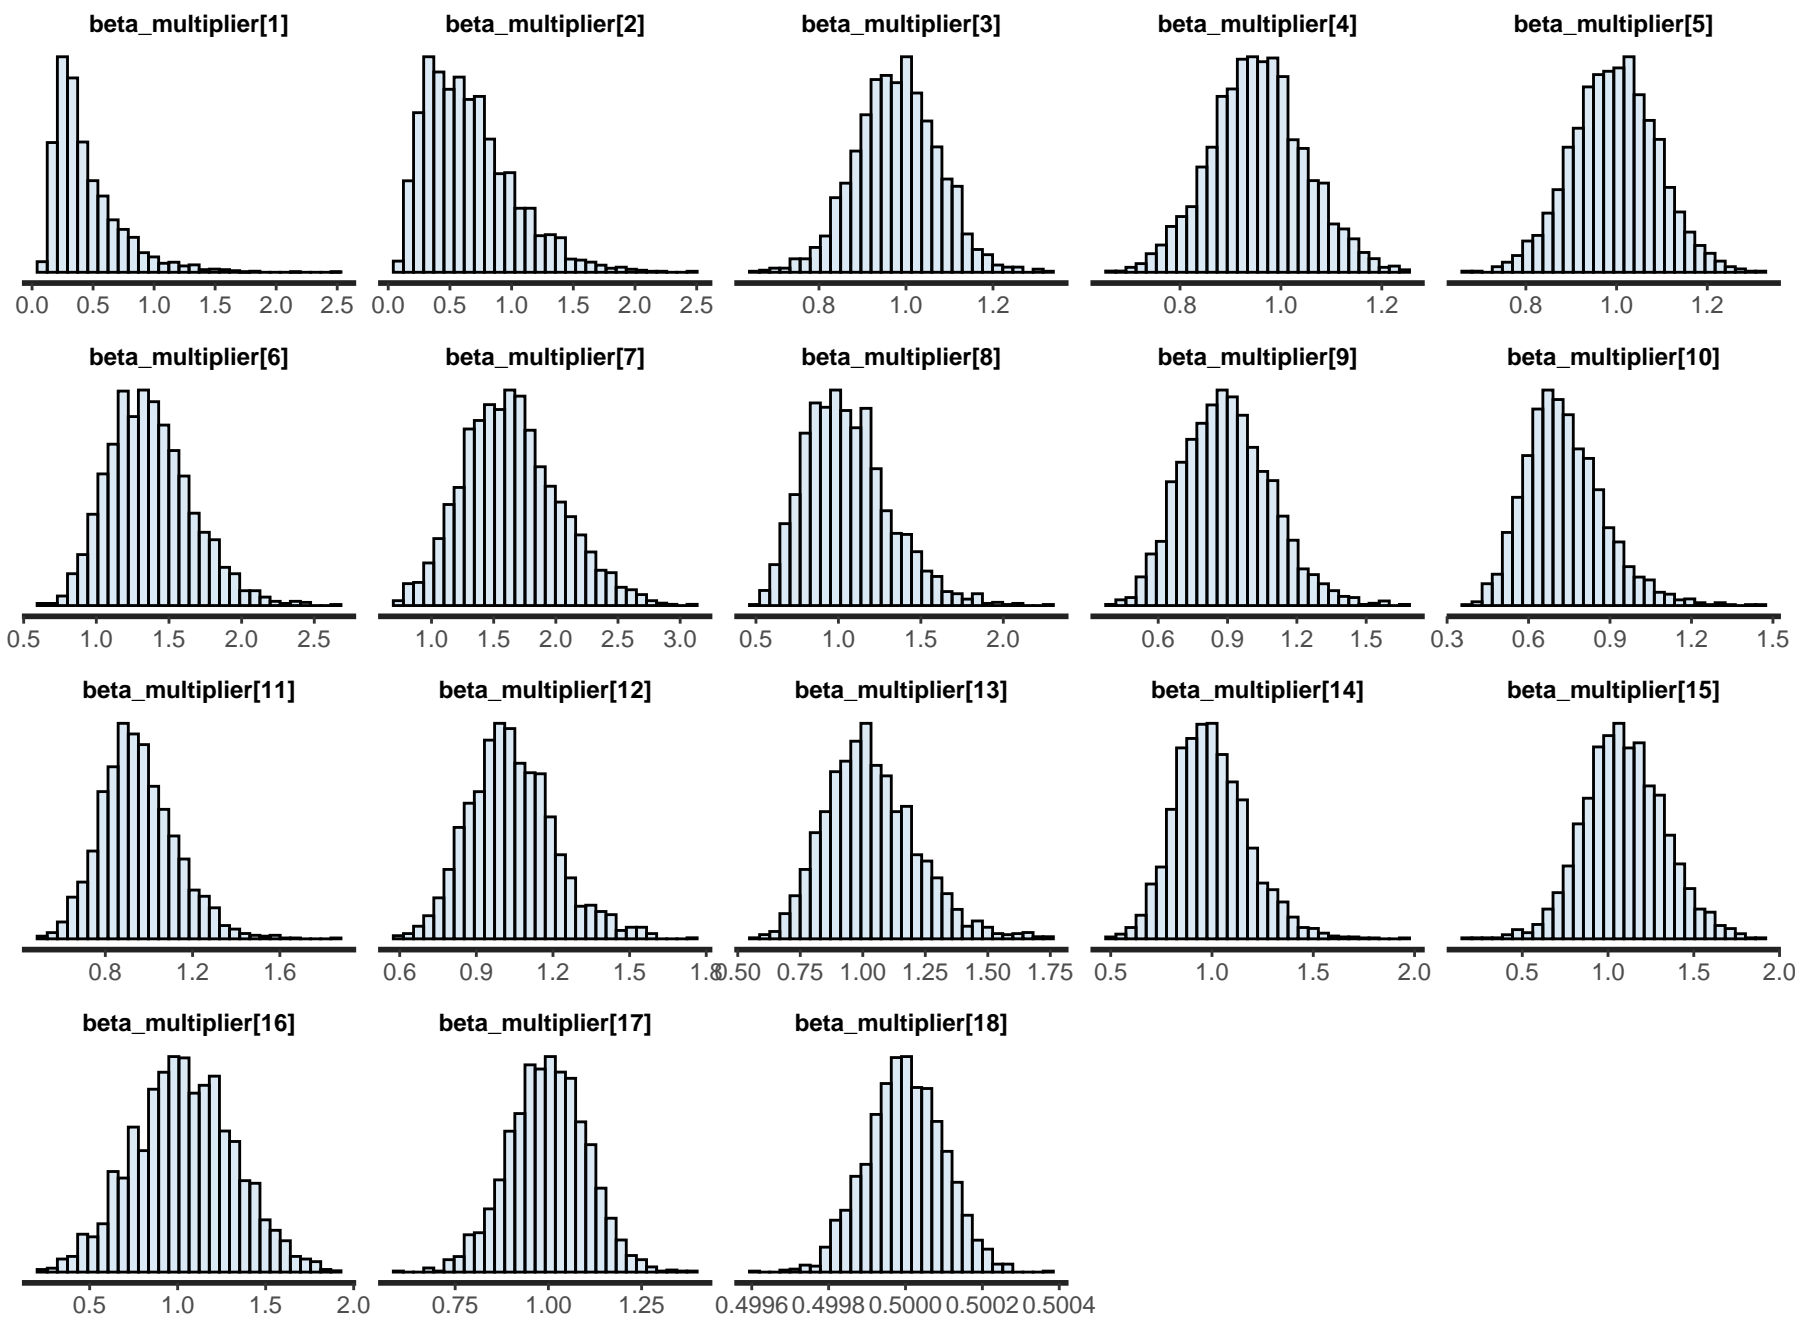 beta_multiplier[1] beta_multiplier[2] beta_multiplier[3] beta_multiplier[4] beta_multiplier[5]
0.0 0.5 1.0 1.5 2.0 2.5 0.0 0.5 1.0 1.5 2.0 2.5 0.8 1.0 1.2 0.8 1.0 1.2 0.8 1.0 1.2
beta_multiplier[6] beta_multiplier[7] beta_multiplier[8] beta_multiplier[9] beta_multiplier[10]
0.5 1.0 1.5 2.0 2.5 1.0 1.5 2.0 2.5 3.0 0.5 1.0 1.5 2.0 0.6 0.9 1.2 1.5 0.3 0.6 0.9 1.2 1.5
beta_multiplier[11] beta_multiplier[12] beta_multiplier[13] beta_multiplier[14] beta_multiplier[15]
0.8 1.2 1.6 0.6 0.9 1.2 1.5 1.8 0.50 0.75 1.00 1.25 1.50 1.75 0.5 1.0 1.5 2.0 0.5 1.0 1.5 2.0
beta_multiplier[16] beta_multiplier[17] beta_multiplier[18]
0.5 1.0 1.5 2.0 0.75 1.00 1.25 0.4996 0.4998 0.5000 0.5002 0.5004